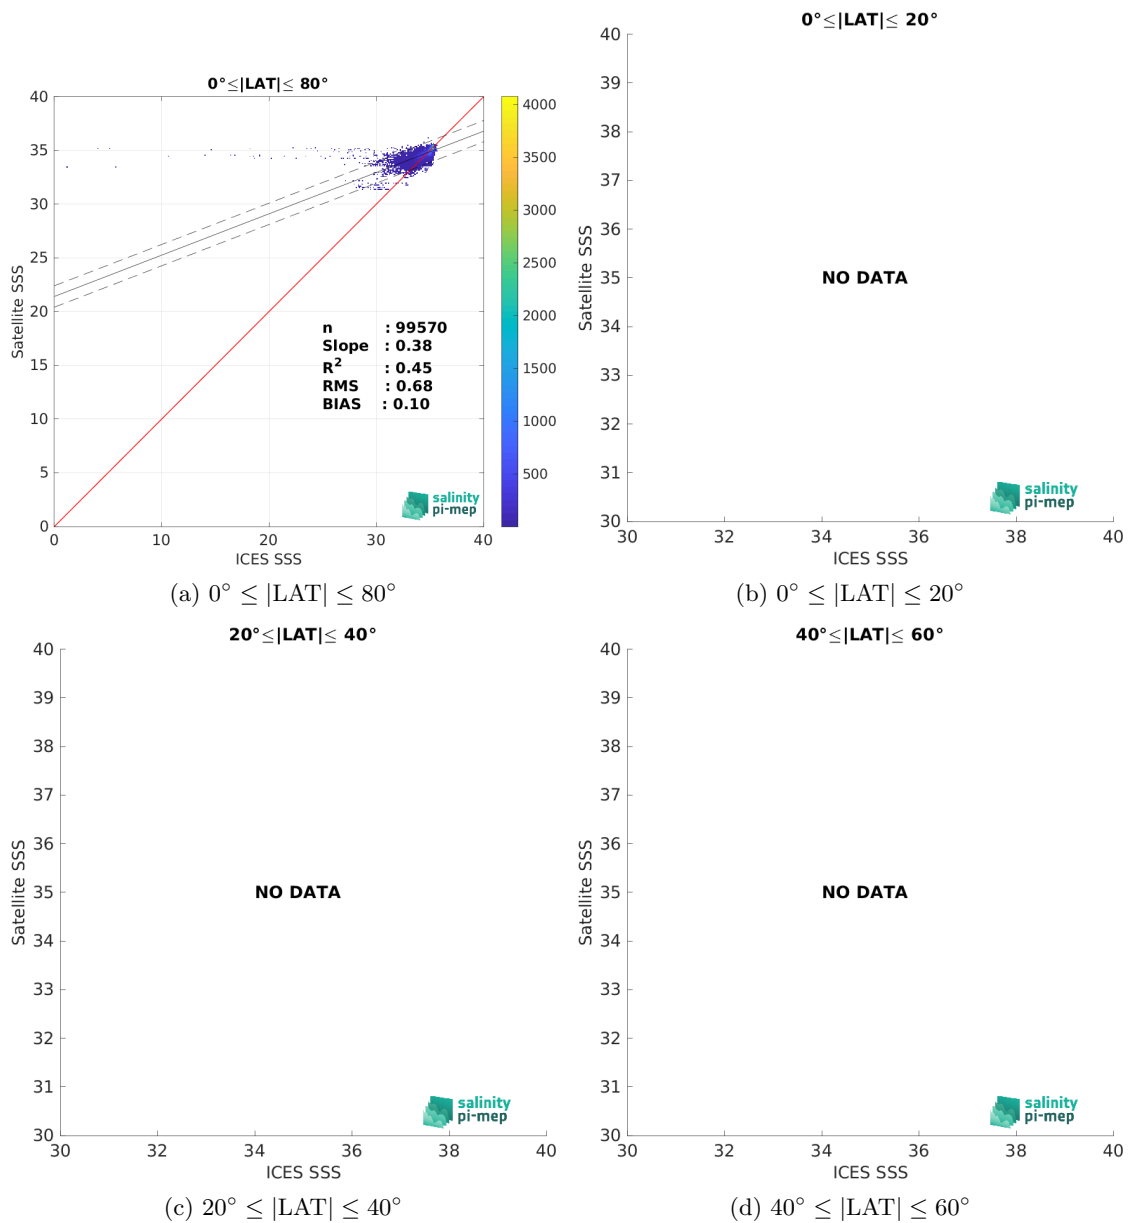 0°≤|LAT|≤ 80°
40
35
30
25
20
15
10
5
0
Satellite SSS
n : 99570
Slope : 0.38
R² : 0.45
RMS : 0.68
BIAS : 0.10
salinity
pi-mep
0 10 20 30 40
ICES SSS
4000
3500
3000
2500
2000
1500
1000
500
(a) 0° ≤ |LAT| ≤ 80°
0°≤|LAT|≤ 20°
40
39
38
37
36
35
34
33
32
31
30
Satellite SSS
NO DATA
salinity
pi-mep
30 32 34 36 38 40
ICES SSS
(b) 0° ≤ |LAT| ≤ 20°
20°≤|LAT|≤ 40°
40
39
38
37
36
35
34
33
32
31
30
Satellite SSS
NO DATA
salinity
pi-mep
30 32 34 36 38 40
ICES SSS
(c) 20° ≤ |LAT| ≤ 40°
40°≤|LAT|≤ 60°
40
39
38
37
36
35
34
33
32
31
30
Satellite SSS
NO DATA
salinity
pi-mep
30 32 34 36 38 40
ICES SSS
(d) 40° ≤ |LAT| ≤ 60°